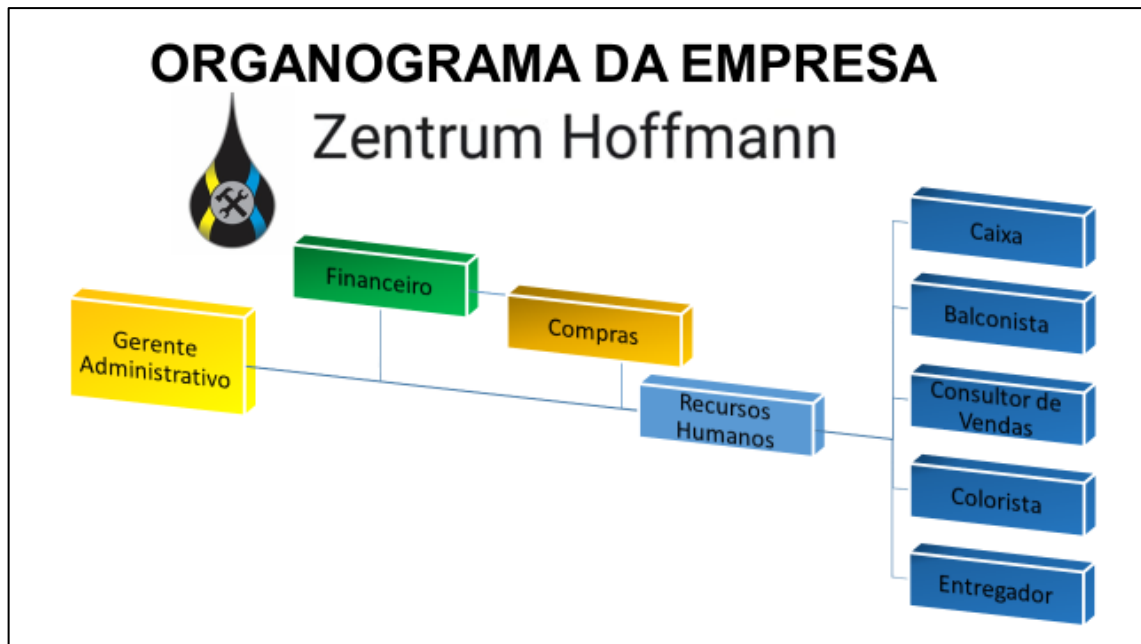 ORGANOGRAMA DA EMPRESA
Zentrum Hoffmann
Gerente
Administrativo
Financeiro
Compras
Recursos
Humanos
Caixa
Balconista
Consultor de
Vendas
Colorista
Entregador